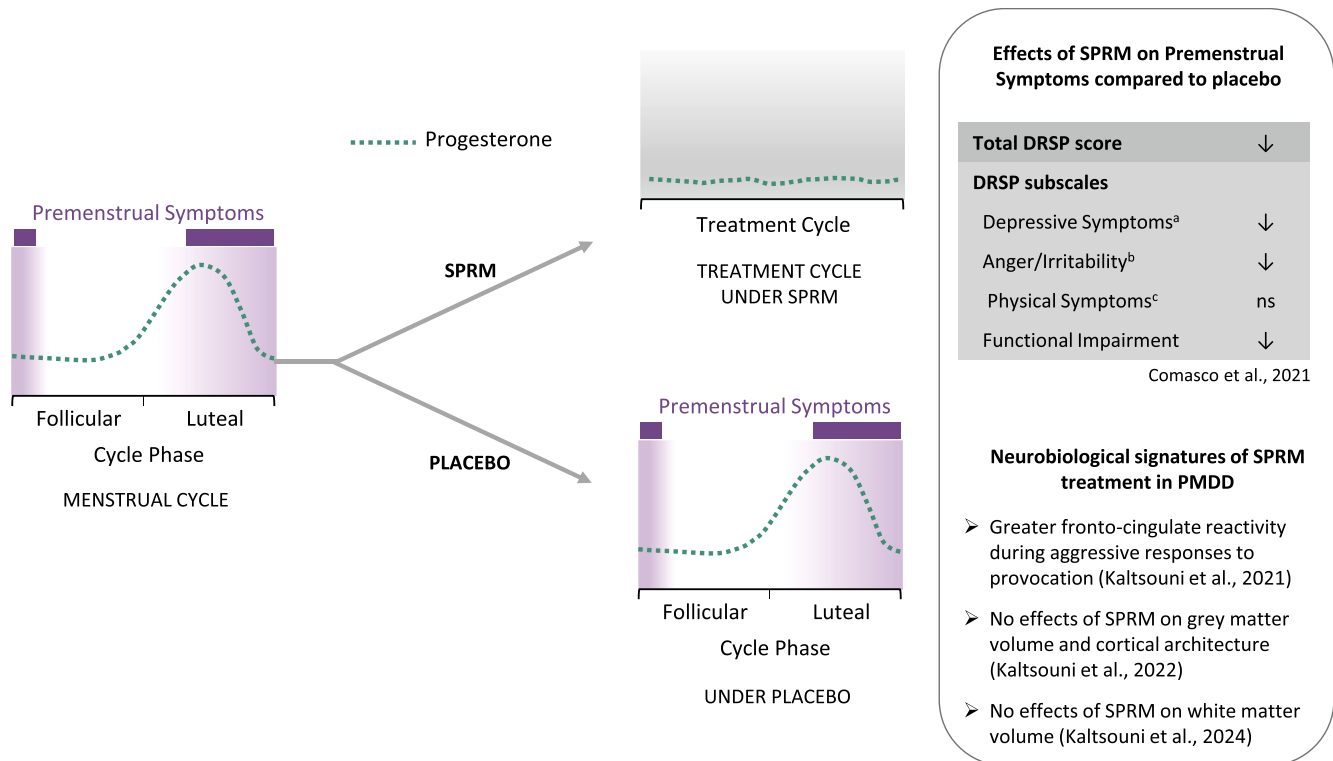 Progesterone
Premenstrual Symptoms
Follicular
Luteal
Cycle Phase
MENSTRUAL CYCLE
SPRM
PLACEBO
Treatment Cycle
TREATMENT CYCLE
UNDER SPRM
Premenstrual Symptoms
Follicular
Luteal
Cycle Phase
UNDER PLACEBO
Effects of SPRM on Premenstrual
Symptoms compared to placebo
Total DRSP score ↓
DRSP subscales
Depressive Symptomsᵃ ↓
Anger/Irritabilityᵇ ↓
Physical Symptomsᶜ ns
Functional Impairment ↓
Comasco et al., 2021
Neurobiological signatures of SPRM
treatment in PMDD
➢ Greater fronto-cingulate reactivity
during aggressive responses to
provocation (Kaltsouni et al., 2021)
➢ No effects of SPRM on grey matter
volume and cortical architecture
(Kaltsouni et al., 2022)
➢ No effects of SPRM on white matter
volume (Kaltsouni et al., 2024)